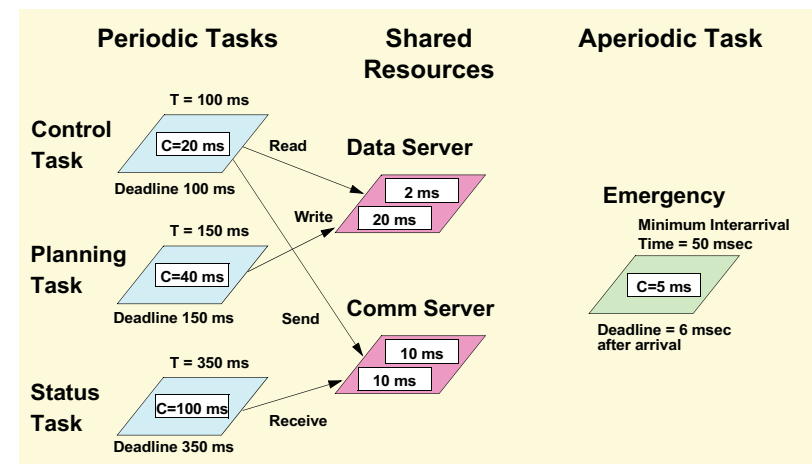 Periodic Tasks
Shared
Resources
Aperiodic Task
T = 100 ms
Control
Task
C=20 ms
Deadline 100 ms
Read
Data Server
2 ms
20 ms
Write
T = 150 ms
Planning
Task
C=40 ms
Deadline 150 ms
Send
Comm Server
10 ms
10 ms
T = 350 ms
Status
Task
C=100 ms
Receive
Deadline 350 ms
Emergency
Minimum Interarrival
Time = 50 msec
C=5 ms
Deadline = 6 msec
after arrival